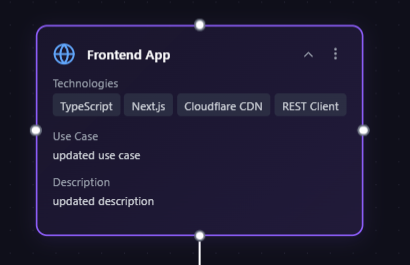 Frontend App
Technologies
TypeScript Next.js Cloudflare CDN REST Client
Use Case
updated use case
Description
updated description